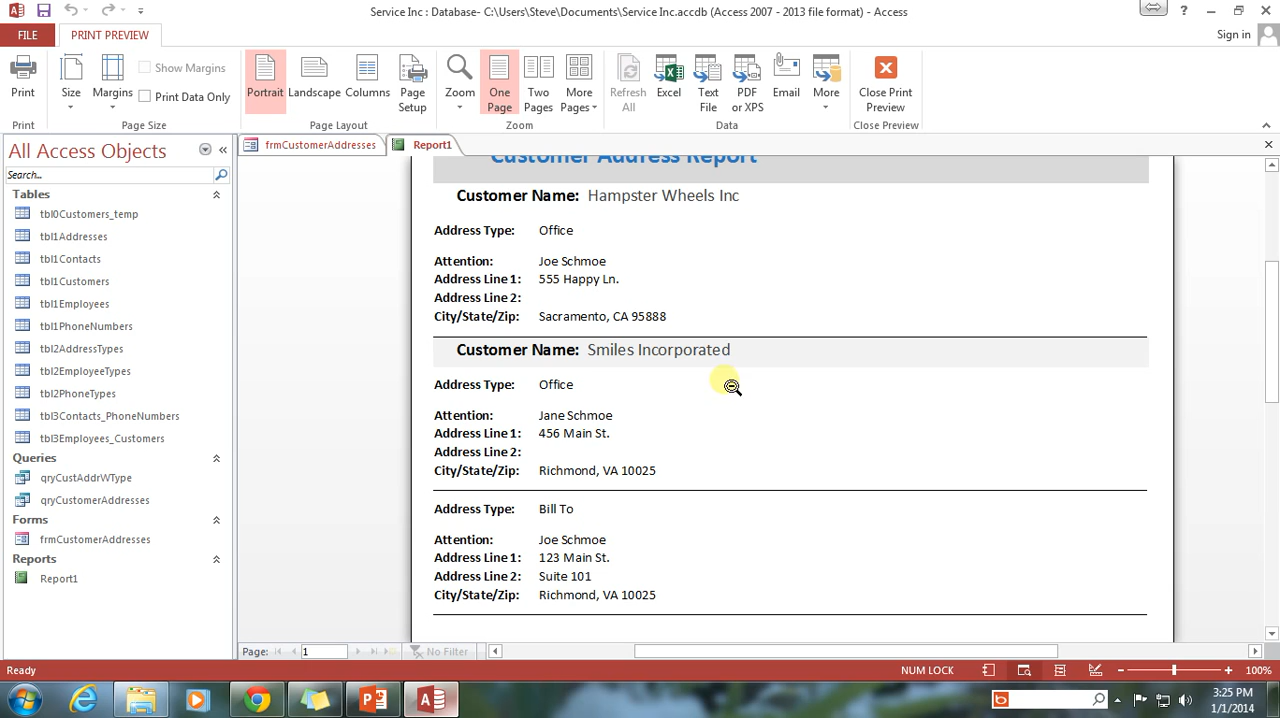 Service Inc : Database- C:\Users\Steve\Documents\Service Inc.accdb (Access 2007 - 2013 file format) - Access
FILE
PRINT PREVIEW
Sign in
Print
Size
Margins
Show Margins
Print Data Only
Portrait
Landscape
Columns
Page Setup
Zoom
One Page
Two Pages
More Pages
Refresh All
Excel
Text File
PDF or XPS
Email
More
Close Print Preview
Print
Page Size
Page Layout
Zoom
Data
Close Preview
All Access Objects
Search...
Tables
tbl0Customers_temp
tbl1Addresses
tbl1Contacts
tbl1Customers
tbl1Employees
tbl1PhoneNumbers
tbl2AddressTypes
tbl2EmployeeTypes
tbl2PhoneTypes
tbl3Contacts_PhoneNumbers
tbl3Employees_Customers
Queries
qryCustAddrWType
qryCustomerAddresses
Forms
frmCustomerAddresses
Reports
Report1
frmCustomerAddresses
Report1
Customer Address Report
Customer Name: Hampster Wheels Inc
Address Type: Office
Attention: Joe Schmoe
Address Line 1: 555 Happy Ln.
Address Line 2:
City/State/Zip: Sacramento, CA 95888
Customer Name: Smiles Incorporated
Address Type: Office
Attention: Jane Schmoe
Address Line 1: 456 Main St.
Address Line 2:
City/State/Zip: Richmond, VA 10025
Address Type: Bill To
Attention: Joe Schmoe
Address Line 1: 123 Main St.
Address Line 2: Suite 101
City/State/Zip: Richmond, VA 10025
Page: 1
No Filter
Ready
NUM LOCK
100%
3:25 PM
1/1/2014